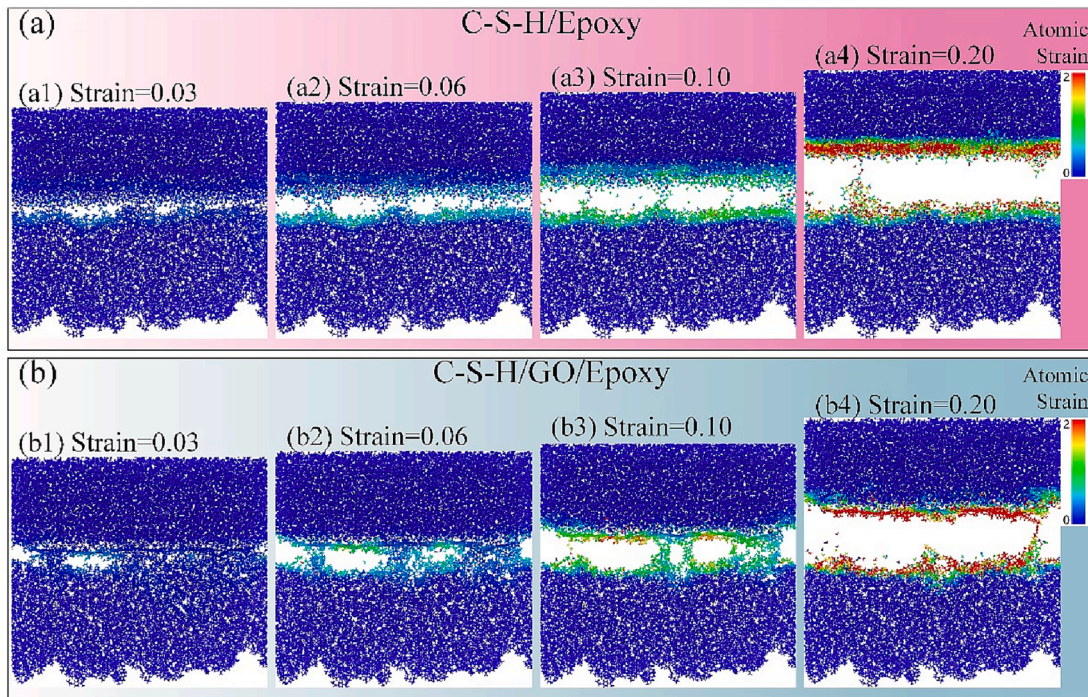 (a)
C-S-H/Epoxy
Atomic
Strain
(a1) Strain=0.03
(a2) Strain=0.06
(a3) Strain=0.10
(a4) Strain=0.20
2
0
(b)
C-S-H/GO/Epoxy
Atomic
Strain
(b1) Strain=0.03
(b2) Strain=0.06
(b3) Strain=0.10
(b4) Strain=0.20
2
0